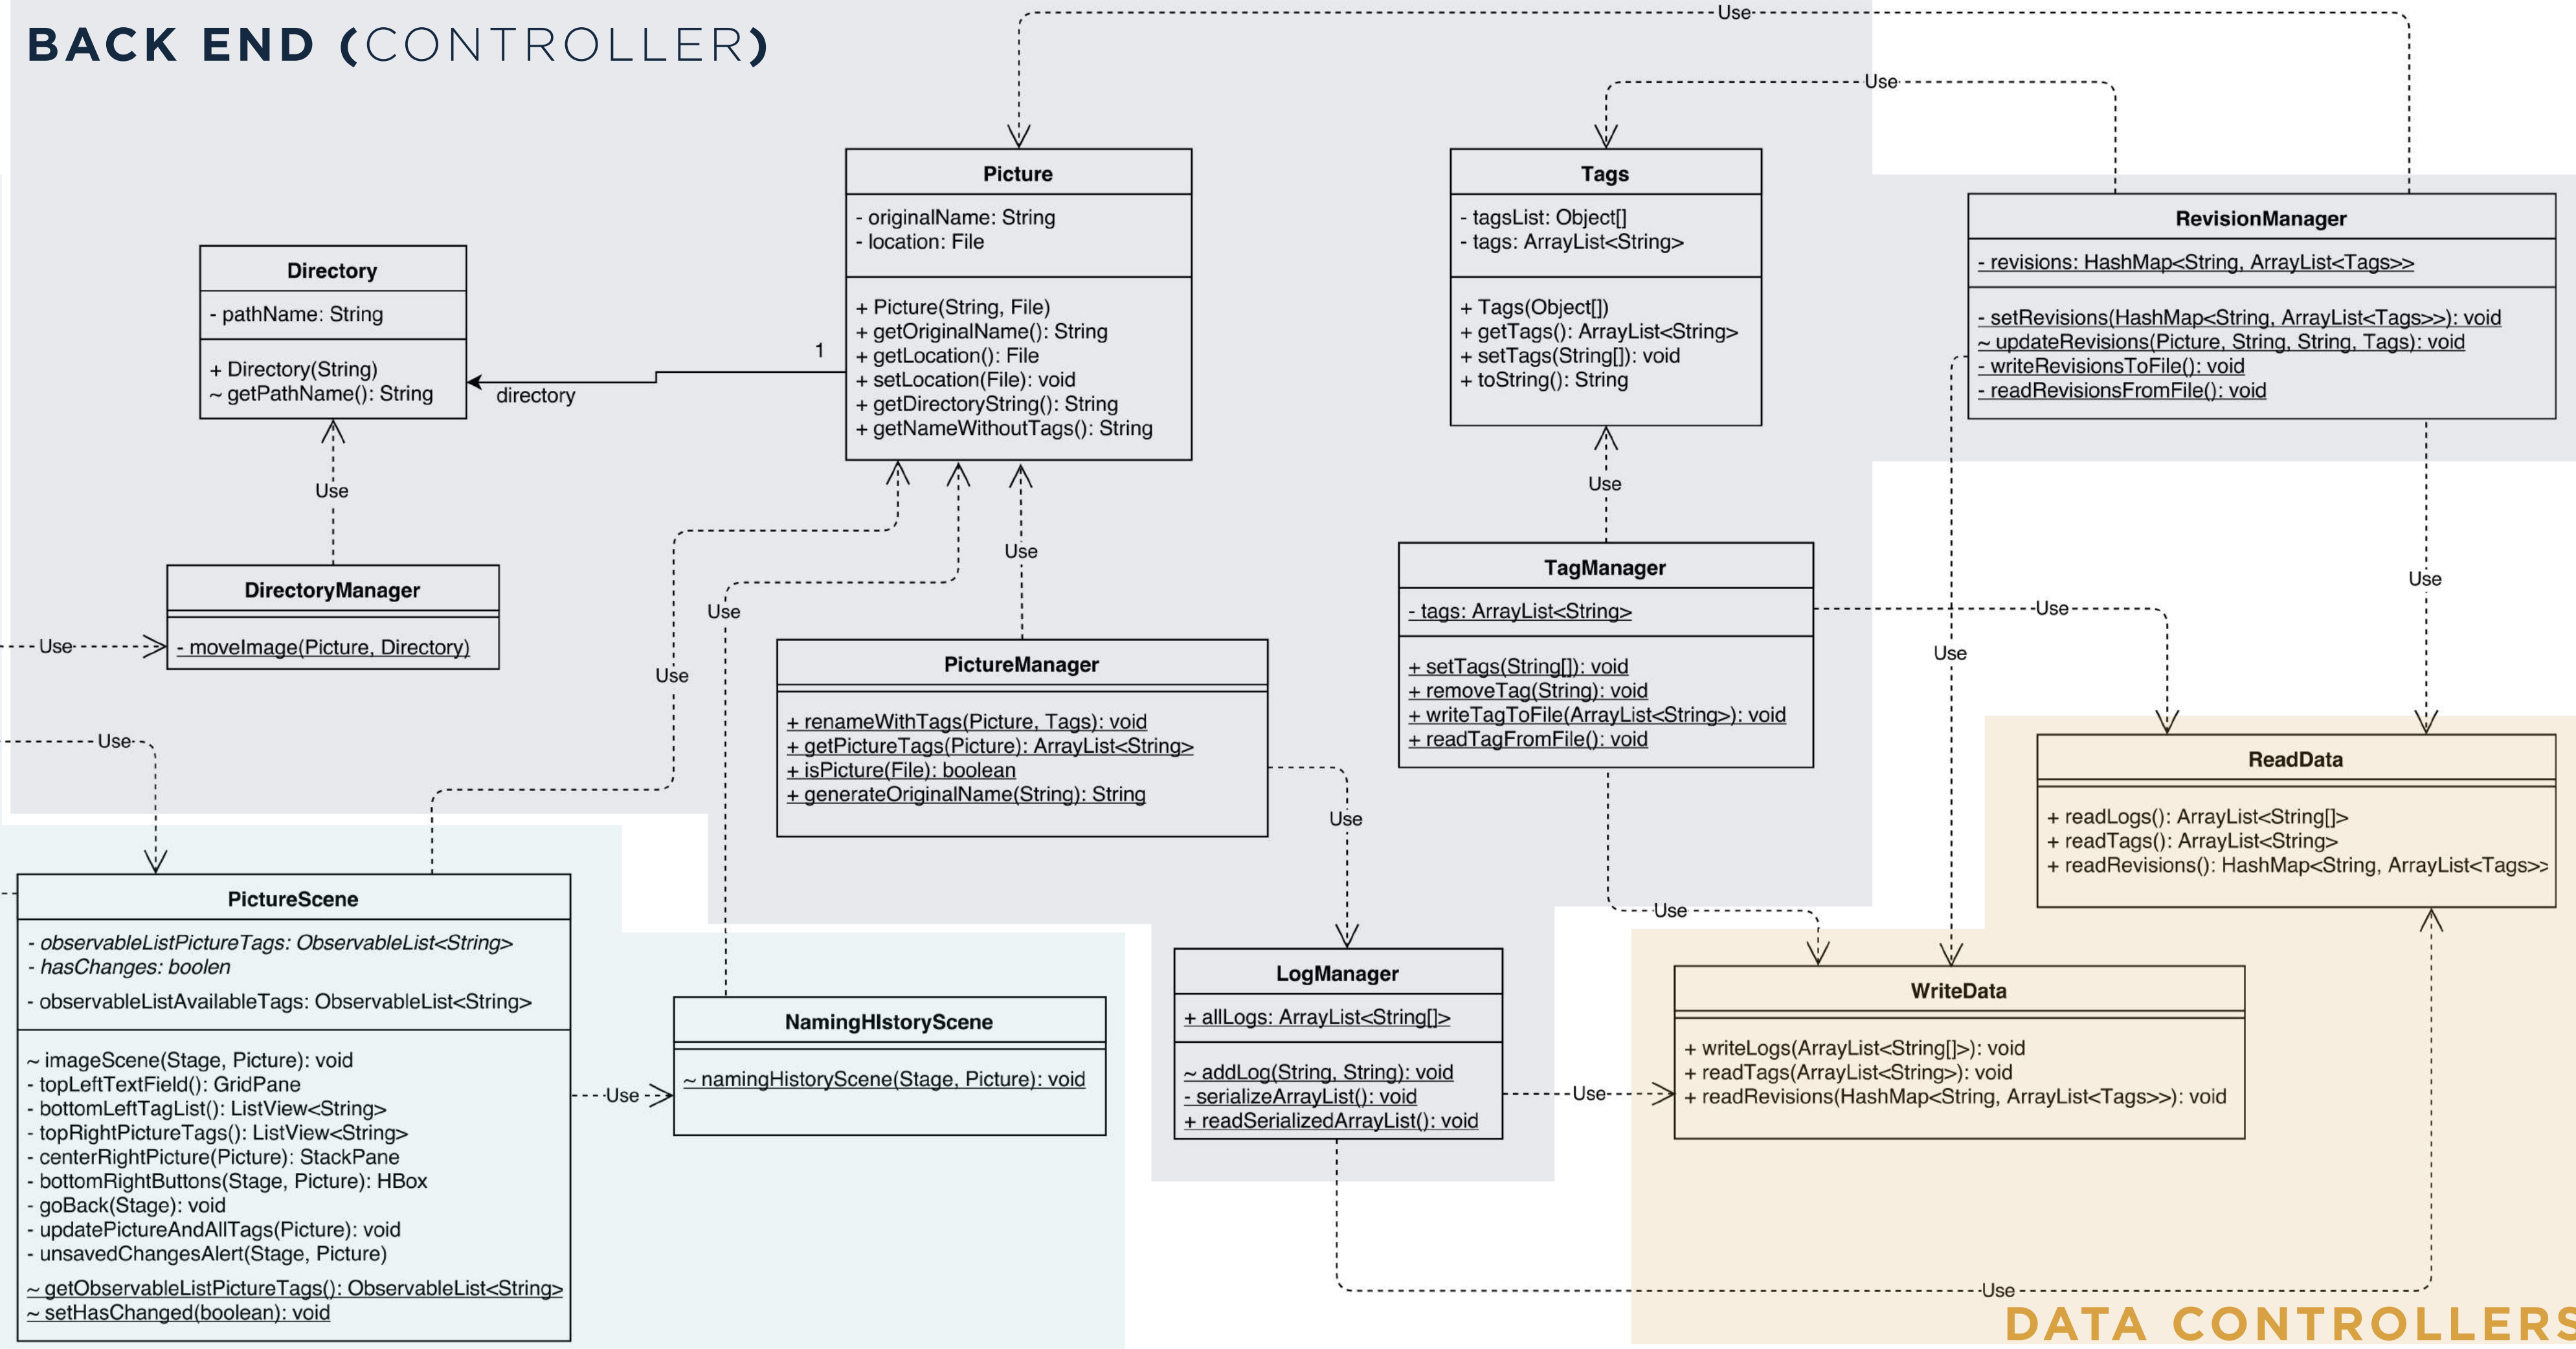 BACK END (CONTROLLER)
Use
Use
Picture
- originalName: String
- location: File
+ Picture(String, File)
+ getOriginalName(): String
+ getLocation(): File
+ setLocation(File): void
+ getDirectoryString(): String
+ getNameWithoutTags(): String
Tags
- tagsList: Object[]
- tags: ArrayList<String>
+ Tags(Object[])
+ getTags(): ArrayList<String>
+ setTags(String[]): void
+ toString(): String
RevisionManager
- revisions: HashMap<String, ArrayList<Tags>>
- setRevisions(HashMap<String, ArrayList<Tags>>): void
~ updateRevisions(Picture, String, String, Tags): void
- writeRevisionsToFile(): void
- readRevisionsFromFile(): void
Directory
- pathName: String
+ Directory(String)
~ getPathName(): String
1
directory
Use
Use
Use
Use
Use
Use
DirectoryManager
- moveImage(Picture, Directory)
Use
PictureManager
+ renameWithTags(Picture, Tags): void
+ getPictureTags(Picture): ArrayList<String>
+ isPicture(File): boolean
+ generateOriginalName(String): String
TagManager
- tags: ArrayList<String>
+ setTags(String[]): void
+ removeTag(String): void
+ writeTagToFile(ArrayList<String>): void
+ readTagFromFile(): void
Use
Use
Use
Use
Use
Use
ReadData
+ readLogs(): ArrayList<String[]>
+ readTags(): ArrayList<String>
+ readRevisions(): HashMap<String, ArrayList<Tags>>
PictureScene
- observableListPictureTags: ObservableList<String>
- hasChanges: boolen
- observableListAvailableTags: ObservableList<String>
~ imageScene(Stage, Picture): void
- topLeftTextField(): GridPane
- bottomLeftTagList(): ListView<String>
- topRightPictureTags(): ListView<String>
- centerRightPicture(Picture): StackPane
- bottomRightButtons(Stage, Picture): HBox
- goBack(Stage): void
- updatePictureAndAllTags(Picture): void
- unsavedChangesAlert(Stage, Picture)
~ getObservableListPictureTags(): ObservableList<String>
~ setHasChanged(boolean): void
Use
NamingHIstoryScene
~ namingHistoryScene(Stage, Picture): void
LogManager
+ allLogs: ArrayList<String[]>
~ addLog(String, String): void
- serializeArrayList(): void
+ readSerializedArrayList(): void
Use
WriteData
+ writeLogs(ArrayList<String[]>): void
+ readTags(ArrayList<String>): void
+ readRevisions(HashMap<String, ArrayList<Tags>>): void
Use
DATA CONTROLLERS